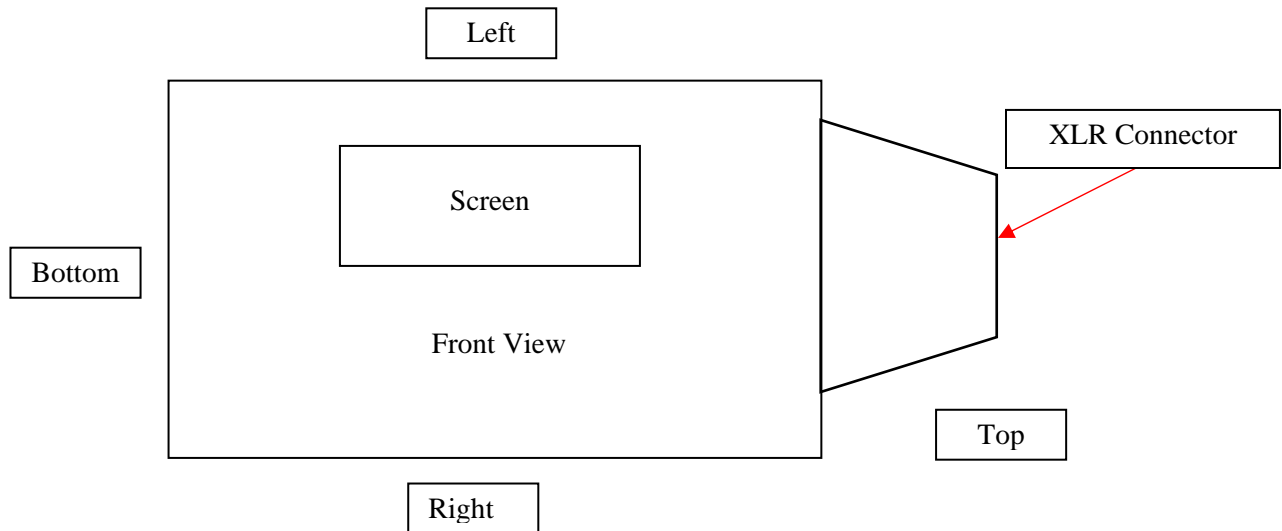 Left
XLR Connector
Screen
Bottom
Front View
Top
Right